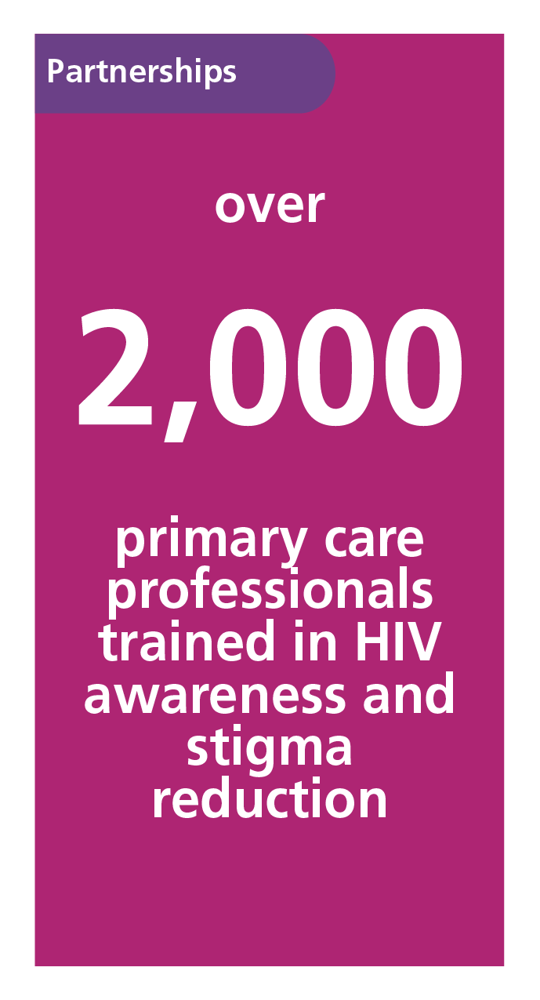 Partnerships
over
2,000
primary care
professionals
trained in HIV
awareness and
stigma
reduction